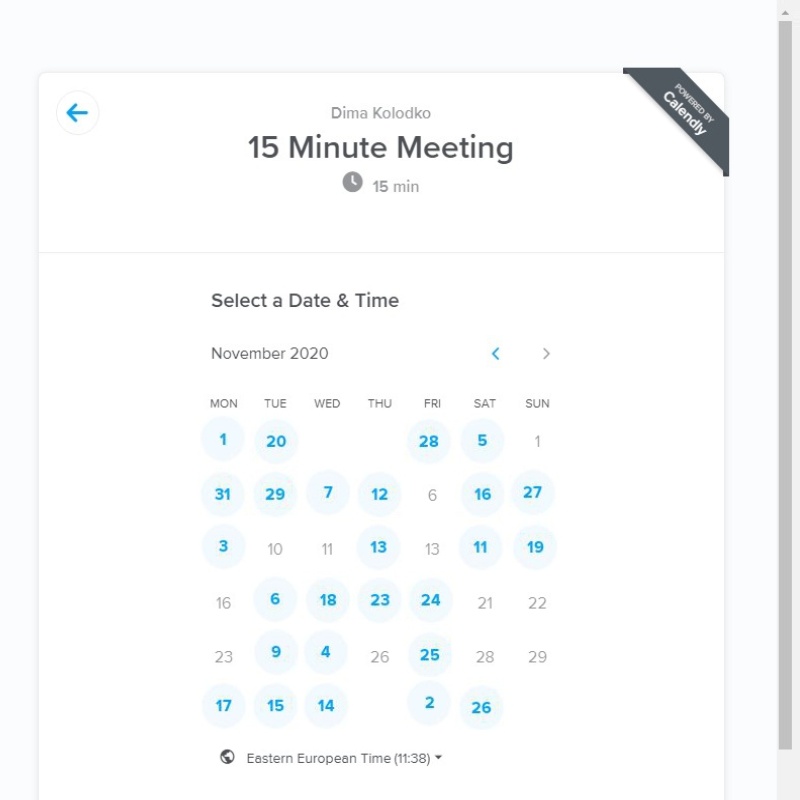 POWERED BY
Calendly
Dima Kolodko
15 Minute Meeting
15 min
Select a Date & Time
November 2020
MON TUE WED THU FRI SAT SUN
1 20 28 5 1
31 29 7 12 6 16 27
3 10 11 13 13 11 19
16 6 18 23 24 21 22
23 9 4 26 25 28 29
17 15 14 2 26
Eastern European Time (11:38)